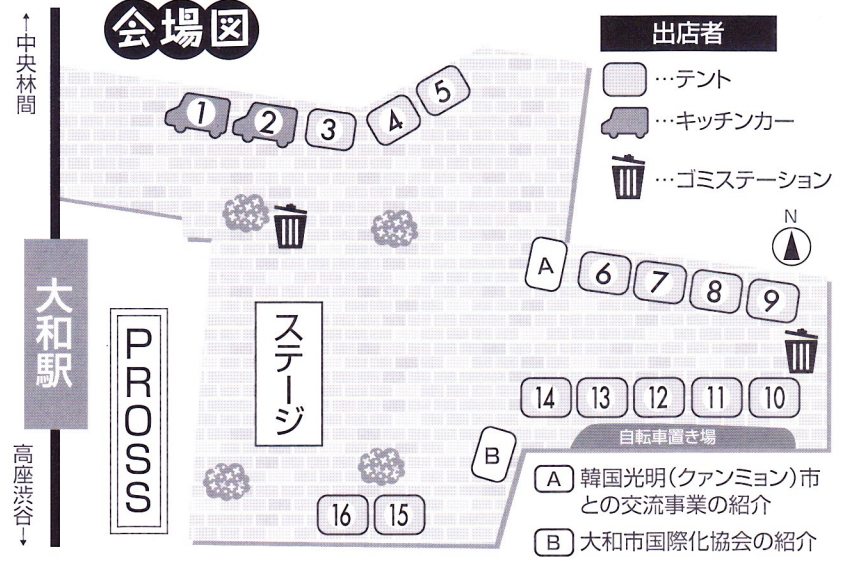 会場図
←中央林間
大和駅
高座渋谷→
PROSS
ステージ
1
2
3
4
5
A
6
7
8
9
14
13
12
11
10
自転車置き場
B
16
15
出店者
…テント
…キッチンカー
…ゴミステーション
N
A 韓国光明(クァンミョン)市
との交流事業の紹介
B 大和市国際化協会の紹介